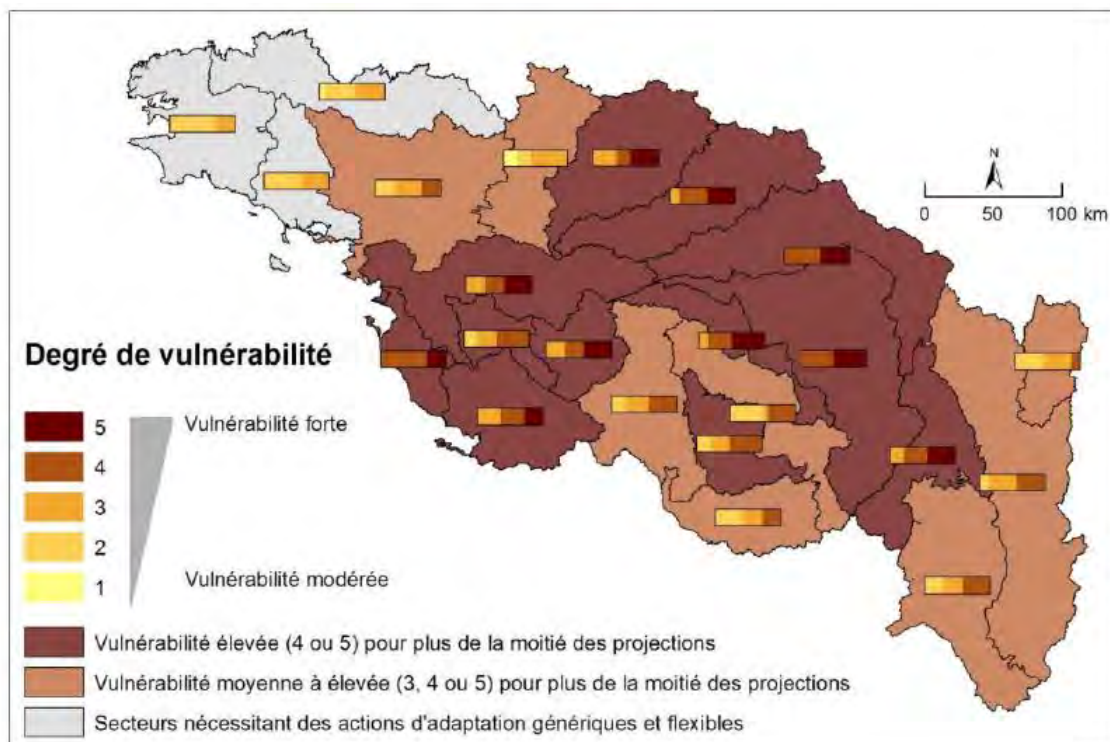 N
0 50 100 km
Degré de vulnérabilité
5
Vulnérabilité forte
4
3
2
1
Vulnérabilité modérée
Vulnérabilité élevée (4 ou 5) pour plus de la moitié des projections
Vulnérabilité moyenne à élevée (3, 4 ou 5) pour plus de la moitié des projections
Secteurs nécessitant des actions d'adaptation génériques et flexibles